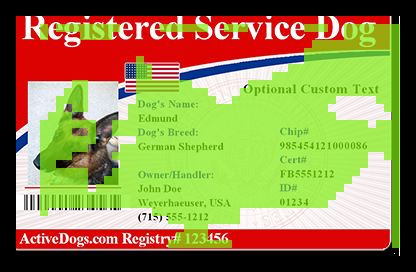 Registered Service Dog
Optional Custom Text
Dog's Name:
Edmund
Dog's Breed:
Chip#
German Shepherd
985454121000086
Cert#
Owner/Handler:
FB5551212
John Doe
ID#
Weyerhaeuser, USA
01234
(715) 555-1212
ActiveDogs.com Registry# 123456